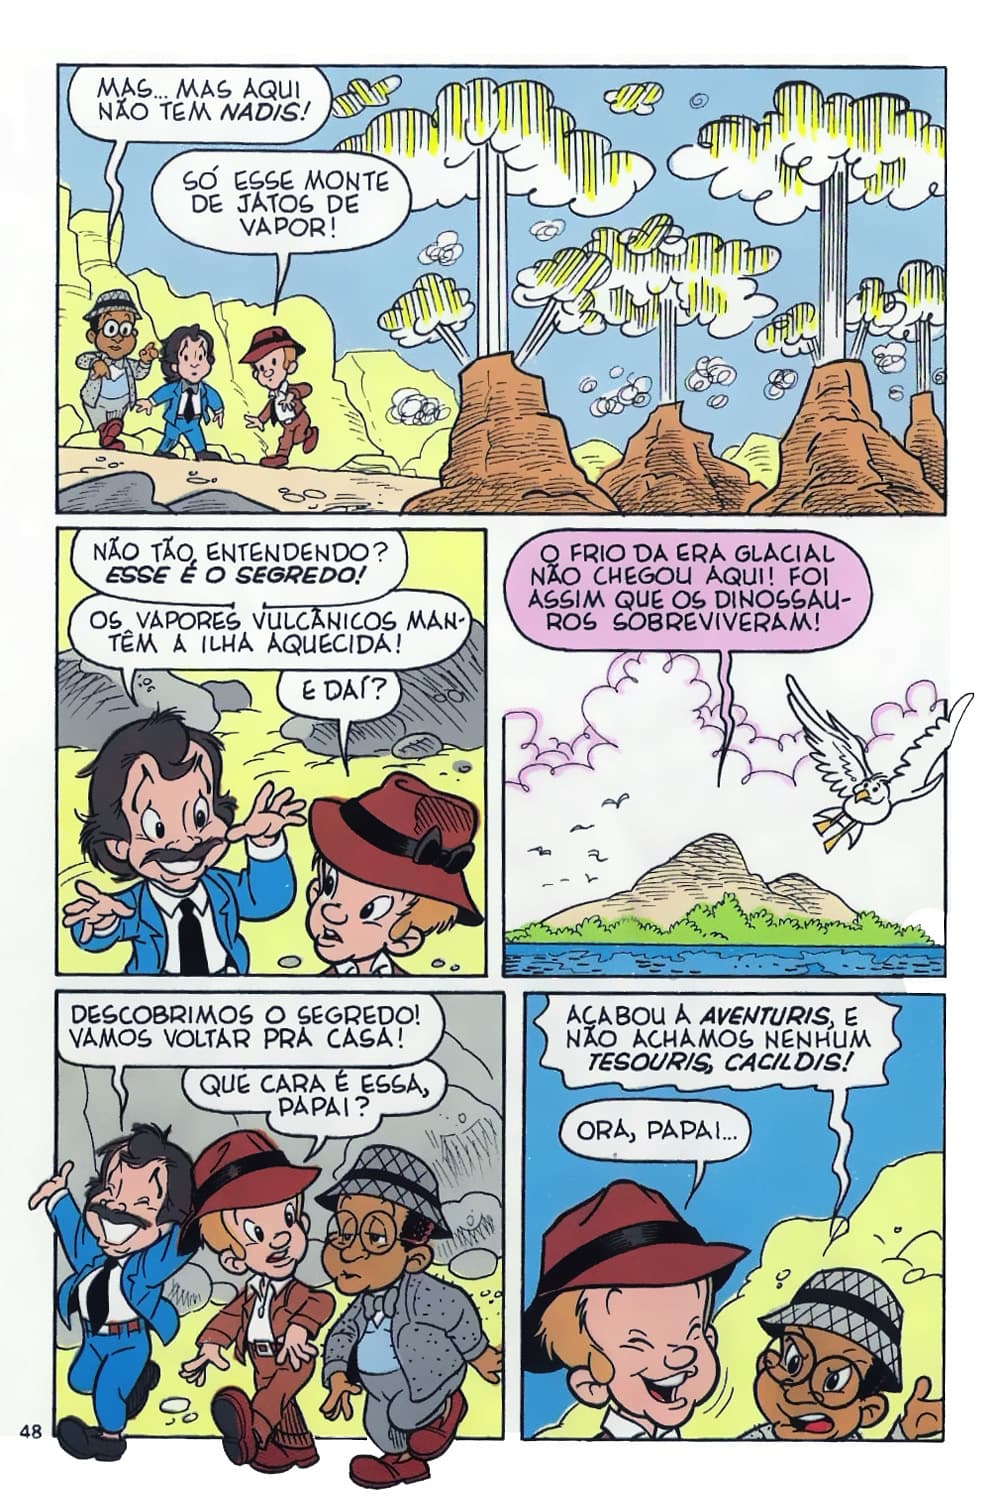 MAS... MAS AQUI
NÃO TEM NADIS!
SÓ ESSE MONTE
DE JATOS DE
VAPOR!
NÃO TÃO ENTENDENDO?
ESSE É O SEGREDO!
OS VAPORES VULCÂNICOS MAN-
TÊM A ILHA AQUECIDA!
E DAÍ?
O FRIO DA ERA GLACIAL
NÃO CHEGOU AQUI! FOI
ASSIM QUE OS DINOSSAU-
ROS SOBREVIVERAM!
DESCOBRIMOS O SEGREDO!
VAMOS VOLTAR PRA CASA!
QUE CARA É ESSA,
PAPAI?
ACABOU A AVENTURIS, E
NÃO ACHAMOS NENHUM
TESOURIS, CACILDIS!
ORA, PAPAI...
48